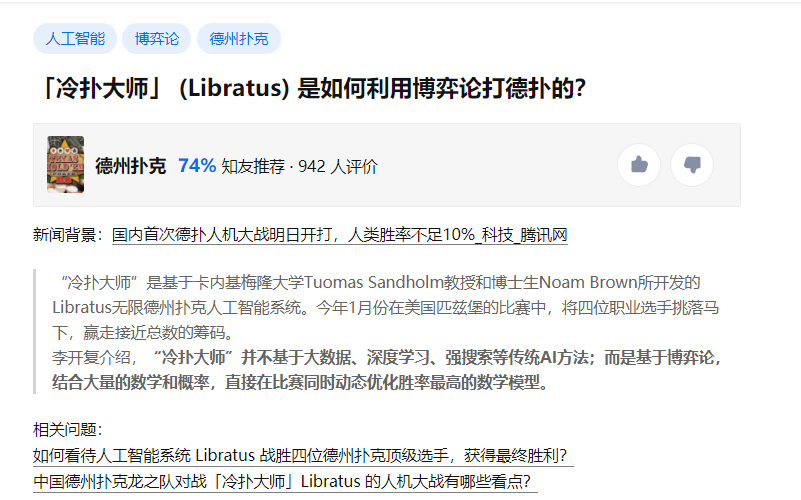 人工智能 博弈论 德州扑克
「冷扑大师」 (Libratus) 是如何利用博弈论打德扑的？
德州扑克 74% 知友推荐 · 942 人评价
新闻背景：国内首次德扑人机大战明日开打，人类胜率不足10%_科技_腾讯网
“冷扑大师”是基于卡内基梅隆大学Tuomas Sandholm教授和博士生Noam Brown所开发的
Libratus无限德州扑克人工智能系统。今年1月份在美国匹兹堡的比赛中，将四位职业选手挑落马
下，赢走接近总数的筹码。
李开复介绍，“冷扑大师”并不基于大数据、深度学习、强搜索等传统AI方法；而是基于博弈论，
结合大量的数学和概率，直接在比赛同时动态优化胜率最高的数学模型。
相关问题：
如何看待人工智能系统 Libratus 战胜四位德州扑克顶级选手，获得最终胜利？
中国德州扑克龙之队对战「冷扑大师」Libratus 的人机大战有哪些看点？